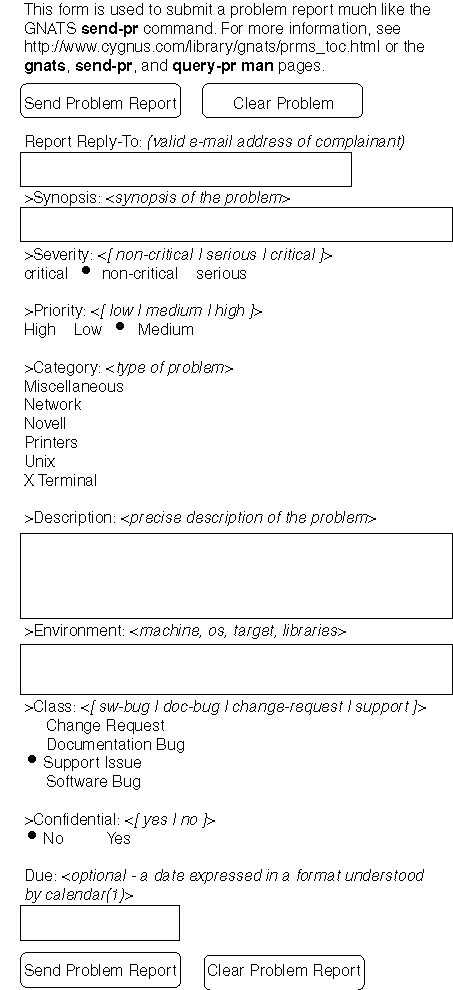 This form is used to submit a problem report much like the
GNATS send-pr command. For more information, see
http://www.cygnus.com/library/gnats/prms_toc.html or the
gnats, send-pr, and query-pr man pages.
Send Problem Report Clear Problem
Report Reply-To: (valid e-mail address of complainant)
>Synopsis: <synopsis of the problem>
>Severity: <[ non-critical | serious | critical ]>
critical • non-critical serious
>Priority: <[ low | medium | high ]>
High Low • Medium
>Category: <type of problem>
Miscellaneous
Network
Novell
Printers
Unix
X Terminal
>Description: <precise description of the problem>
>Environment: <machine, os, target, libraries>
>Class: <[ sw-bug | doc-bug | change-request | support ]>
Change Request
Documentation Bug
• Support Issue
Software Bug
>Confidential: <[ yes | no ]>
• No Yes
Due: <optional - a date expressed in a format understood
by calendar(1)>
Send Problem Report Clear Problem Report